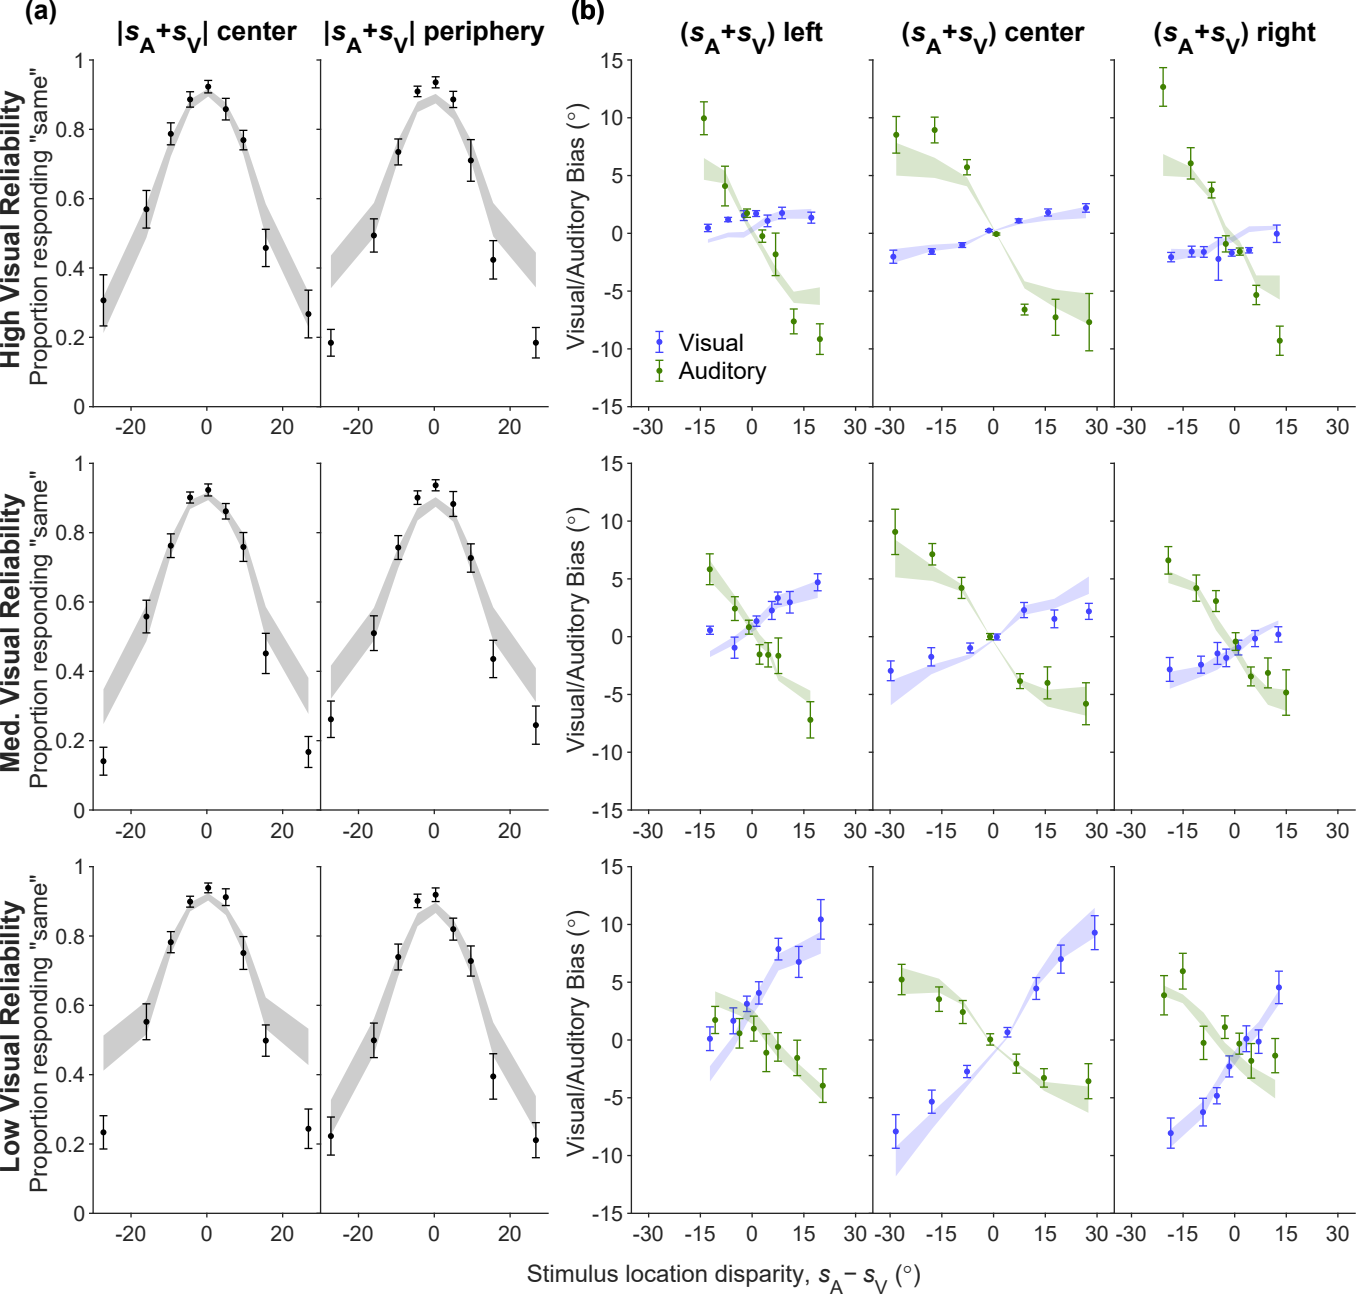 (a)
(b)
|sA+sV| center
|sA+sV| periphery
(sA+sV) left
(sA+sV) center
(sA+sV) right
High Visual Reliability
Proportion responding "same"
1
0.8
0.6
0.4
0.2
0
-20 0 20
-20 0 20
Visual/Auditory Bias (°)
15
10
5
0
-5
-10
-15
Visual
Auditory
-30 -15 0 15 30
-30 -15 0 15 30
-30 -15 0 15 30
Med. Visual Reliability
Proportion responding "same"
1
0.8
0.6
0.4
0.2
0
-20 0 20
-20 0 20
Visual/Auditory Bias (°)
15
10
5
0
-5
-10
-15
-30 -15 0 15 30
-30 -15 0 15 30
-30 -15 0 15 30
Low Visual Reliability
Proportion responding "same"
1
0.8
0.6
0.4
0.2
0
-20 0 20
-20 0 20
Visual/Auditory Bias (°)
15
10
5
0
-5
-10
-15
-30 -15 0 15 30
-30 -15 0 15 30
-30 -15 0 15 30
Stimulus location disparity, sA− sV (°)